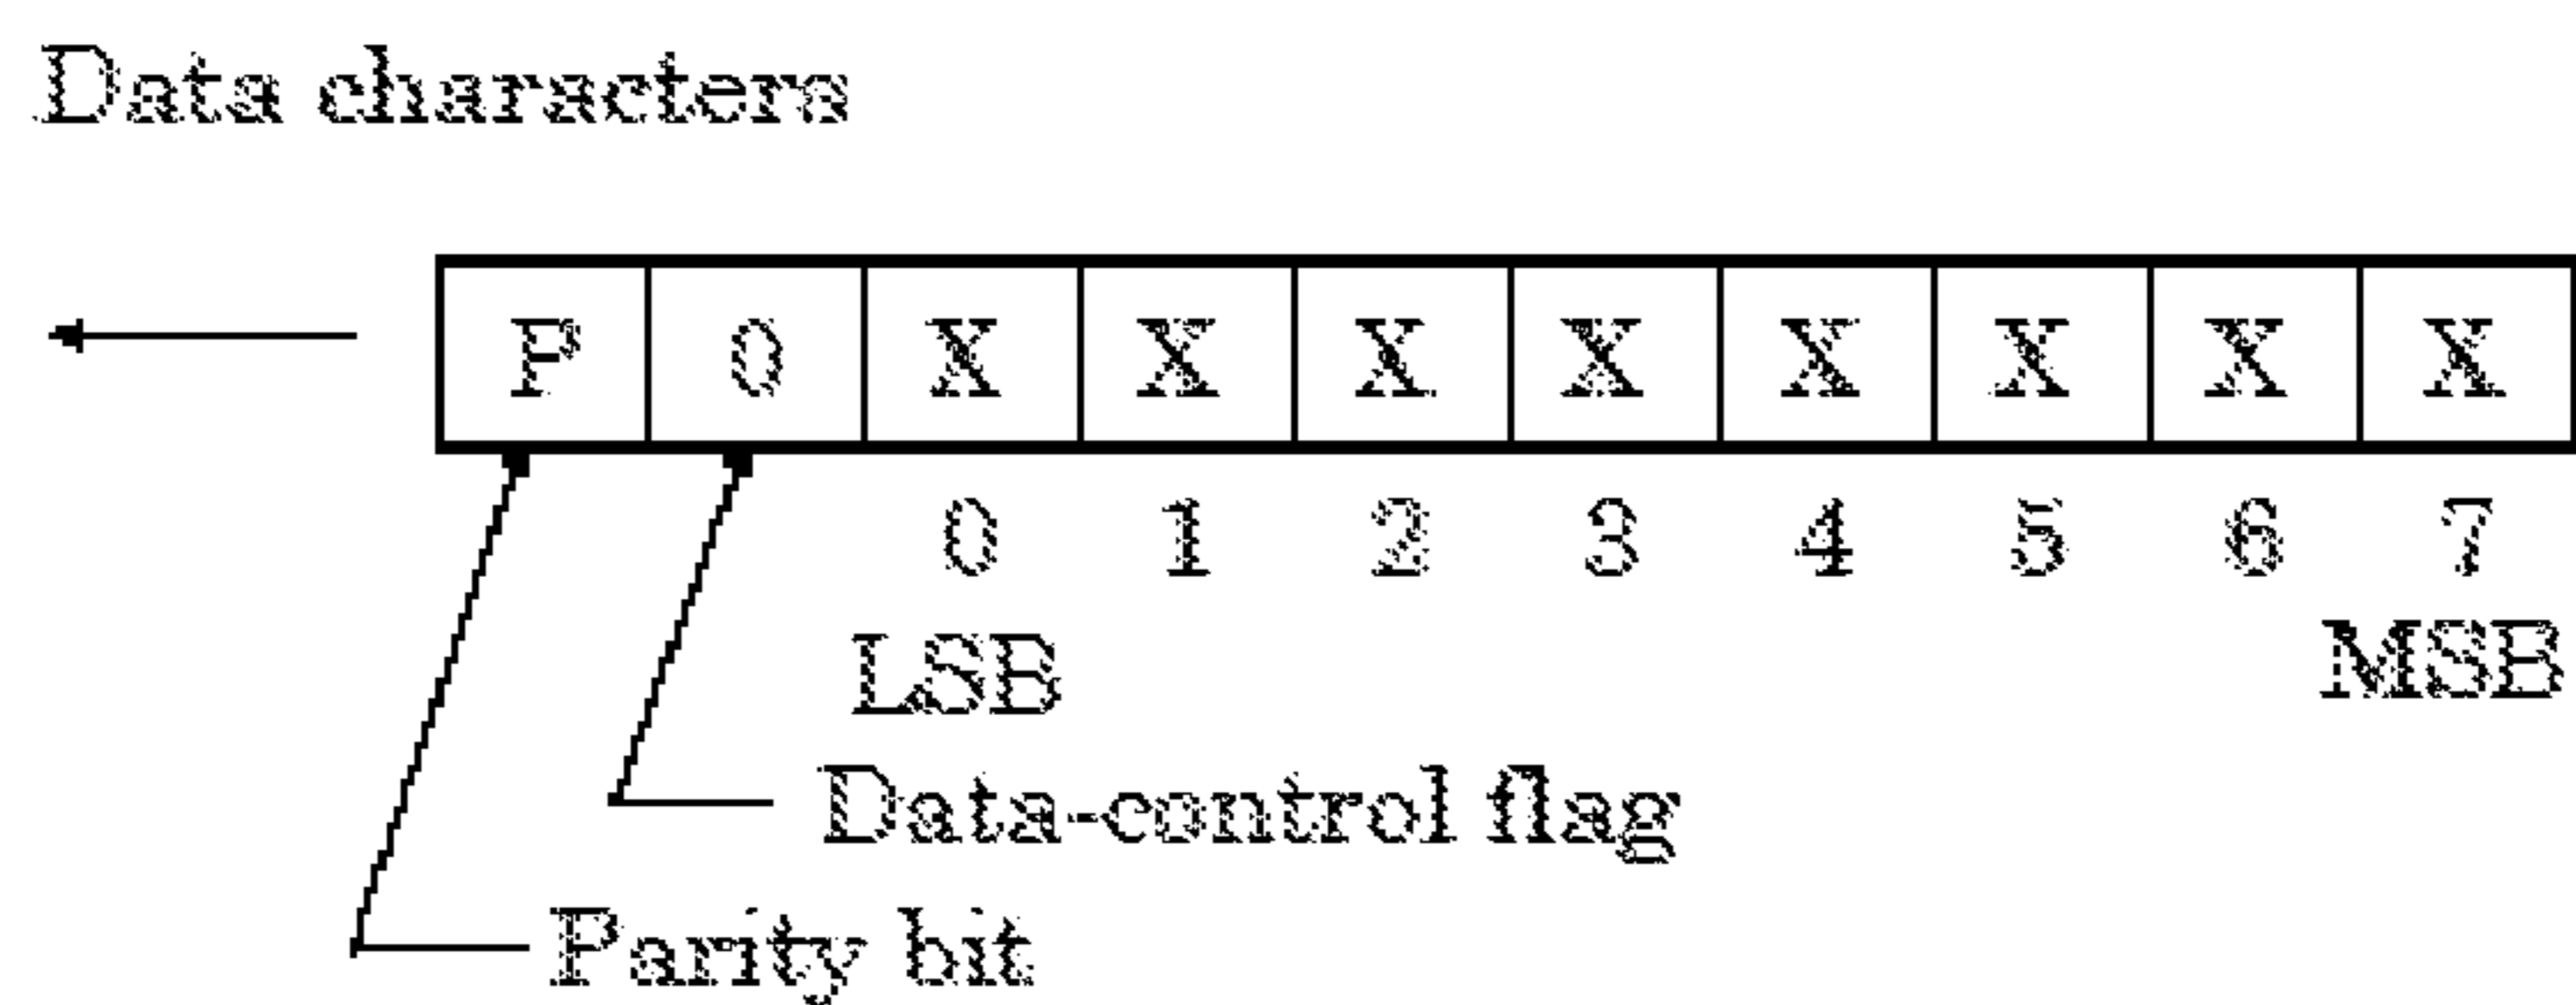 Data characters
P 0 X X X X X X X X
0 1 2 3 4 5 6 7
LSB MSB
Data-control flag
Parity bit